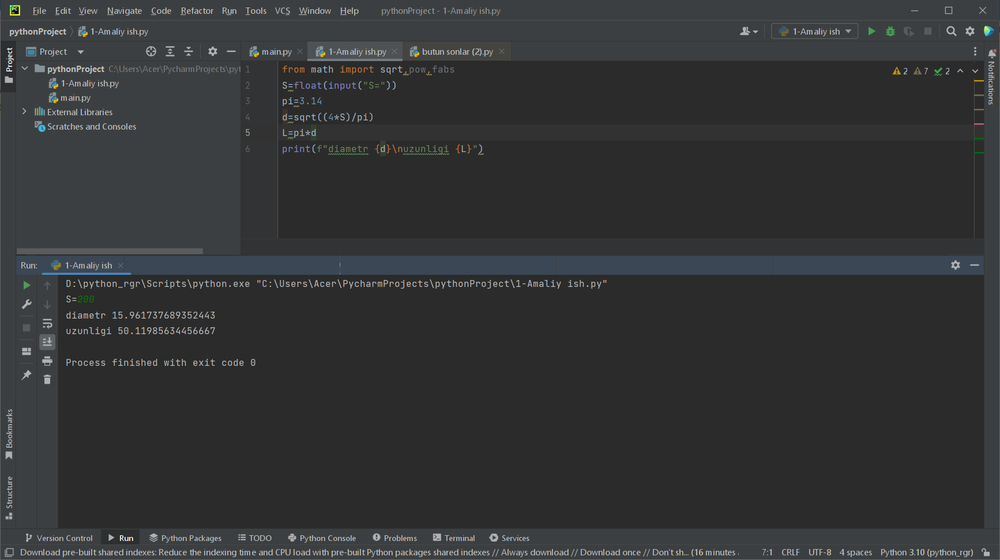 PC
File Edit View Navigate Code Refactor Run Tools VCS Window Help pythonProject - 1-Amaliy ish.py
pythonProject 1-Amaliy ish.py
1-Amaliy ish
Project
Project
pythonProject C:\Users\Acer\PycharmProjects\pyt
1-Amaliy ish.py
main.py
External Libraries
Scratches and Consoles
main.py 1-Amaliy ish.py butun sonlar (2).py
2 7 2
1 from math import sqrt,pow,fabs
2 S=float(input("S="))
3 pi=3.14
4 d=sqrt((4*S)/pi)
5 L=pi*d
6 print(f"diametr {d}\nuzunligi {L}")
Notifications
Run: 1-Amaliy ish
D:\python_rgr\Scripts\python.exe "C:\Users\Acer\PycharmProjects\pythonProject\1-Amaliy ish.py"
S=200
diametr 15.961737689352443
uzunligi 50.11985634456667
Process finished with exit code 0
Bookmarks
Structure
Version Control Run Python Packages TODO Python Console Problems Terminal Services
Download pre-built shared indexes: Reduce the indexing time and CPU load with pre-built Python packages shared indexes // Always download // Download once // Don't sh... (16 minutes 7:1 CRLF UTF-8 4 spaces Python 3.10 (python_rgr)